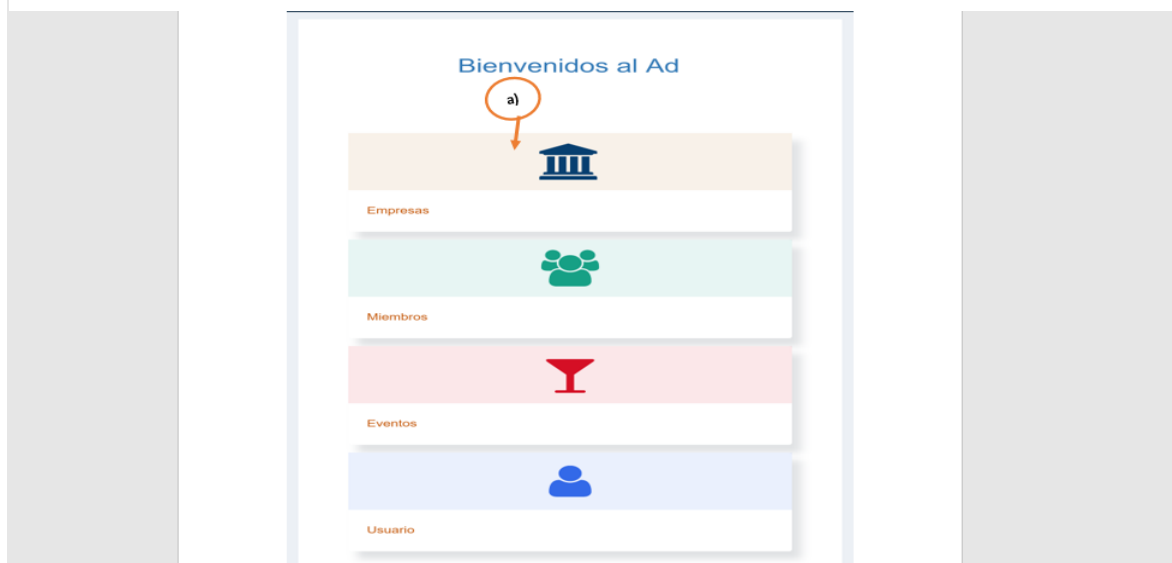 Bienvenidos al Ad
a)
Empresas
Miembros
Eventos
Usuario